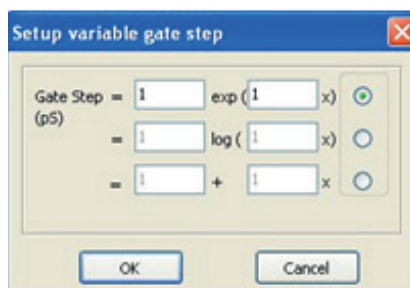 Setup variable gate step
Gate Step = 1 exp ( 1 x)
(pS)
= 1 log ( 1 x)
= 1 + 1 x
OK Cancel